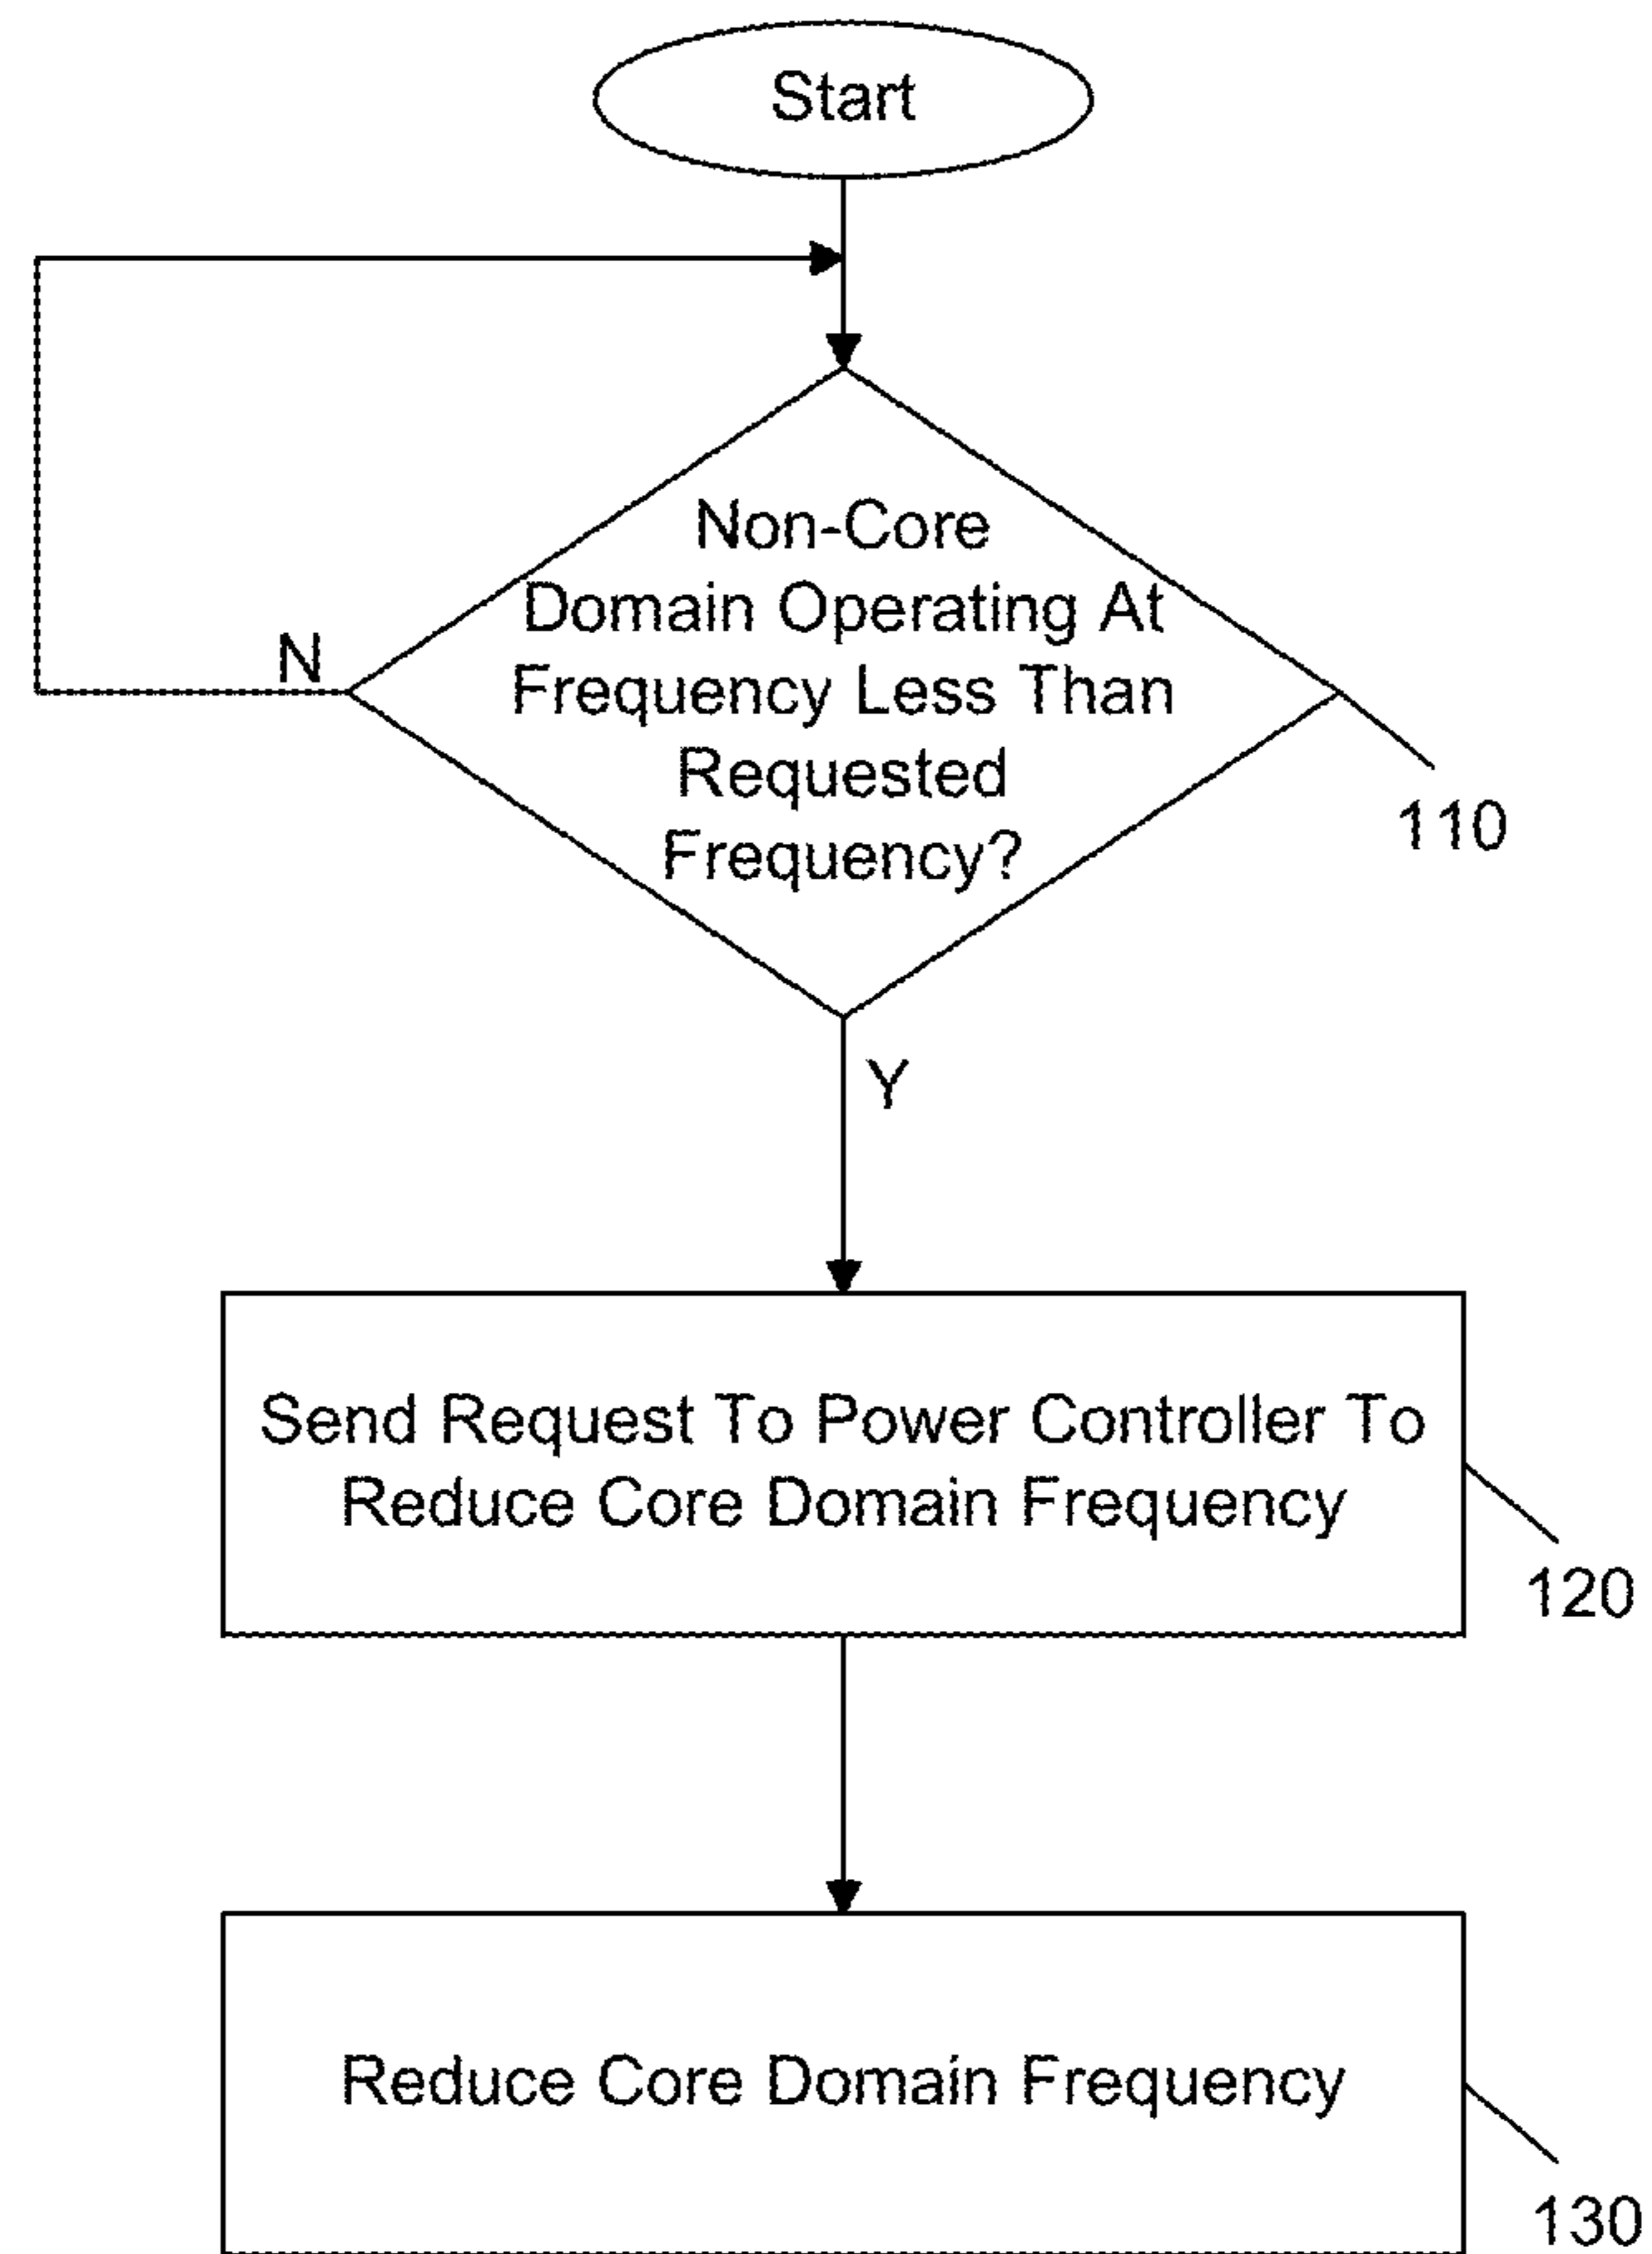 Start
Non-Core
Domain Operating At
Frequency Less Than
Requested
Frequency?
N
110
Y
Send Request To Power Controller To
Reduce Core Domain Frequency
120
Reduce Core Domain Frequency
130